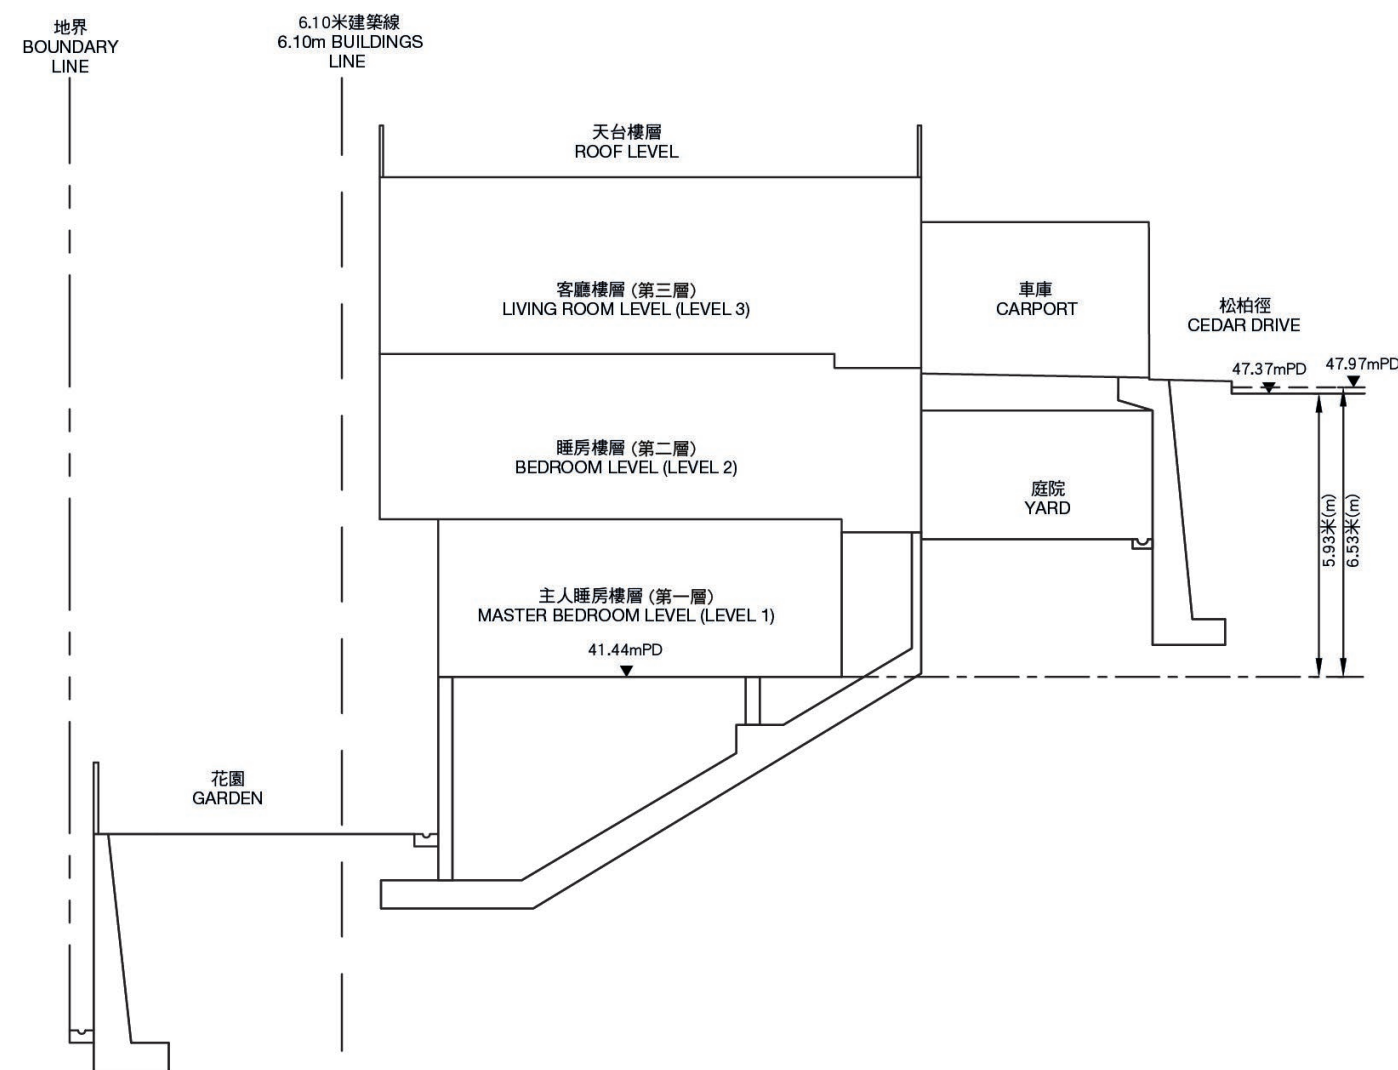 地界
BOUNDARY
LINE
6.10米建築線
6.10m BUILDINGS
LINE
天台樓層
ROOF LEVEL
客廳樓層 (第三層)
LIVING ROOM LEVEL (LEVEL 3)
車庫
CARPORT
松柏徑
CEDAR DRIVE
47.37mPD
47.97mPD
睡房樓層 (第二層)
BEDROOM LEVEL (LEVEL 2)
庭院
YARD
5.93米(m)
6.53米(m)
主人睡房樓層 (第一層)
MASTER BEDROOM LEVEL (LEVEL 1)
41.44mPD
花園
GARDEN